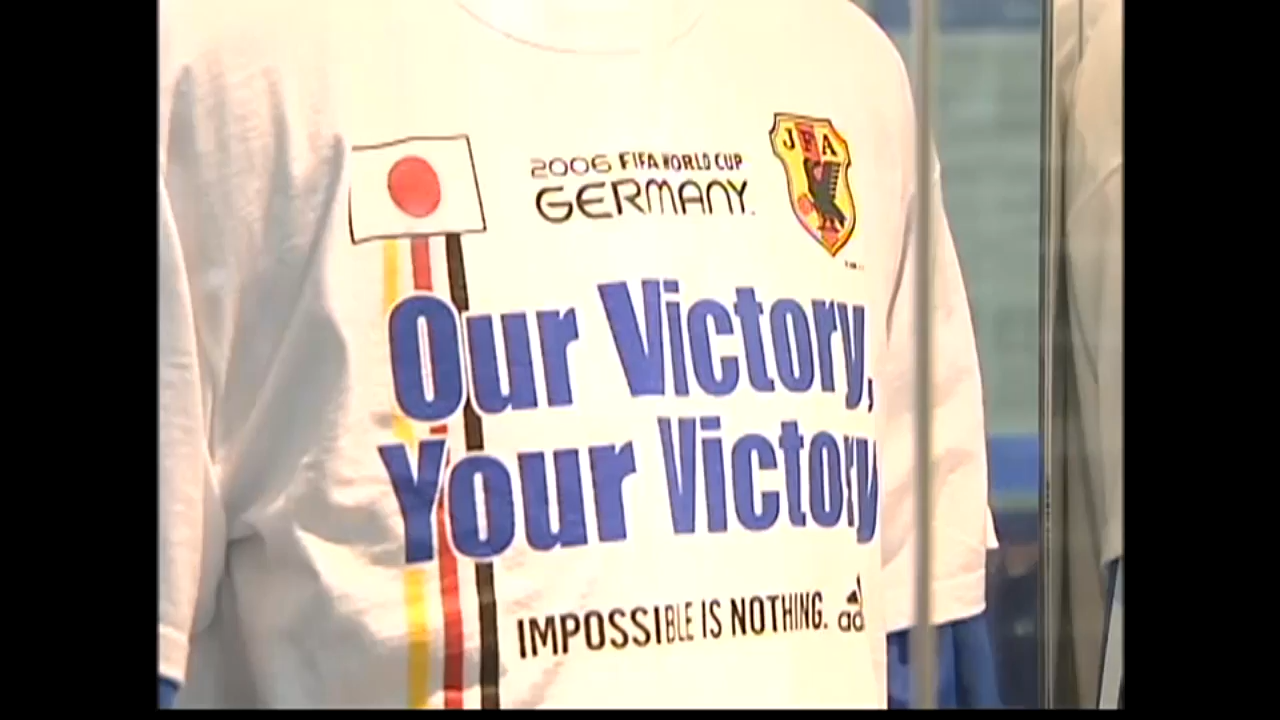 2006 FIFA WORLD CUP
GERMANY
JFA
Our Victory,
Your Victory
IMPOSSIBLE IS NOTHING.